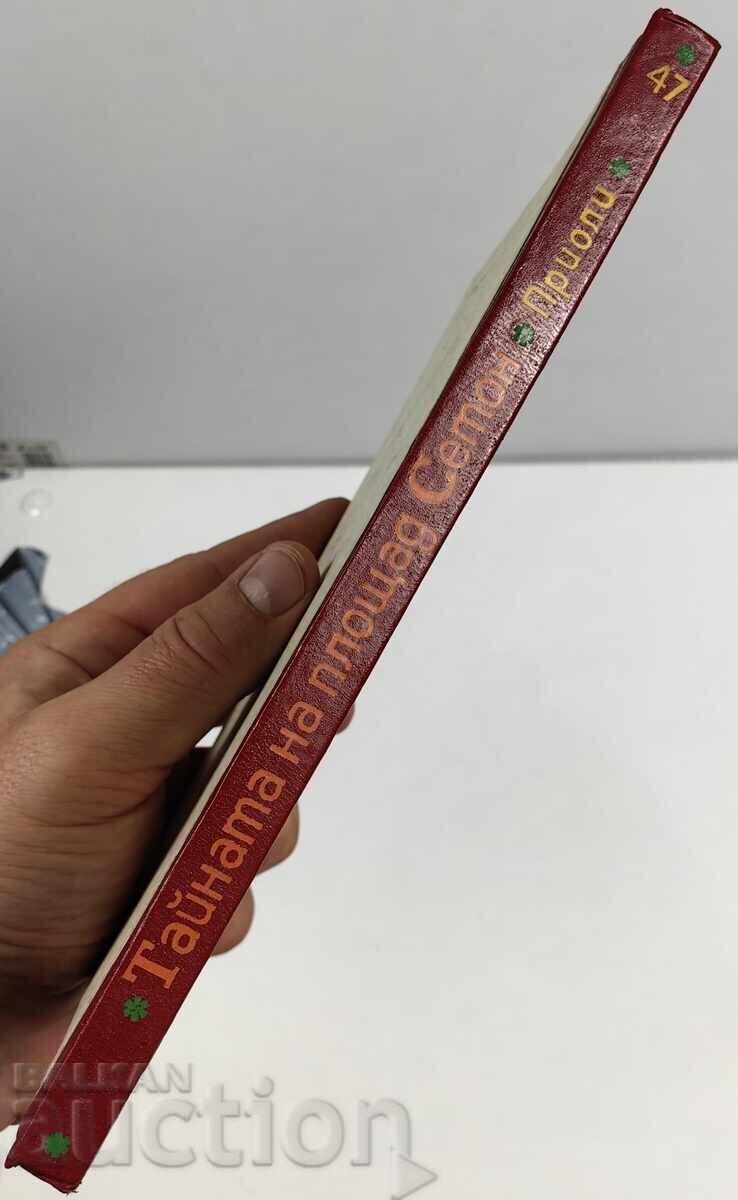 47
Приоли
Тайната на площад Сетон
BALKAN
auction